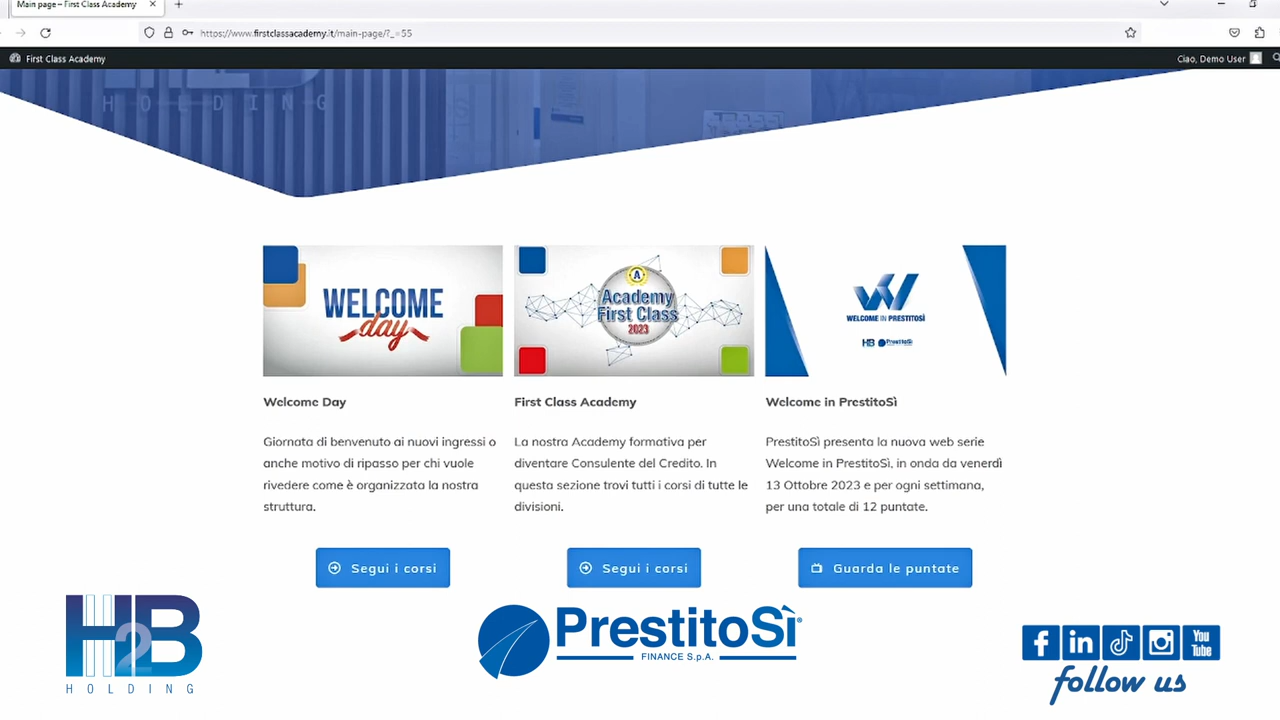 Main page – First Class Academy
https://www.firstclassacademy.it/main-page/?_=55
First Class Academy
Ciao, Demo User
H2B
HOLDING
WELCOME
day
A
Academy
First Class
2023
W
WELCOME IN PRESTITOSÌ
H2B PrestitoSì
Welcome Day
First Class Academy
Welcome in PrestitoSì
Giornata di benvenuto ai nuovi ingressi o
anche motivo di ripasso per chi vuole
rivedere come è organizzata la nostra
struttura.
La nostra Academy formativa per
diventare Consulente del Credito. In
questa sezione trovi tutti i corsi di tutte le
divisioni.
PrestitoSì presenta la nuova web serie
Welcome in PrestitoSì, in onda da venerdì
13 Ottobre 2023 e per ogni settimana,
per una totale di 12 puntate.
Segui i corsi
Segui i corsi
Guarda le puntate
H2B
HOLDING
PrestitoSì®
FINANCE S.p.A.
f in You
Tube
follow us